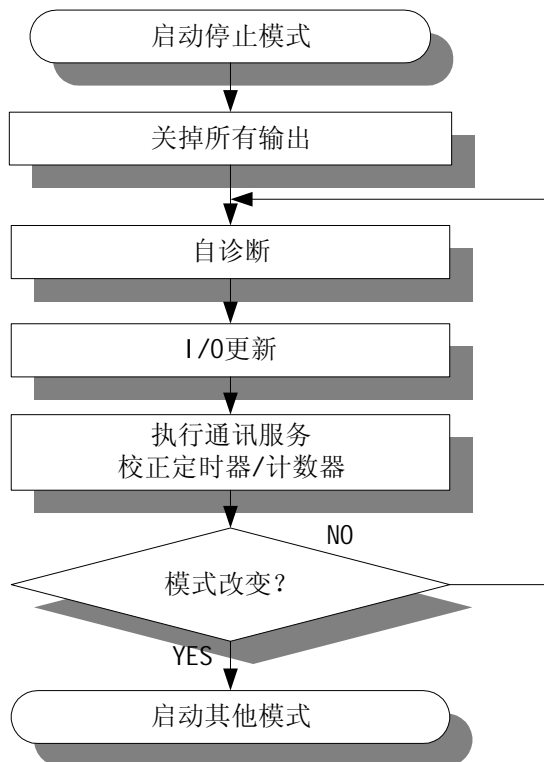 启动停止模式
关掉所有输出
自诊断
I/O更新
执行通讯服务
校正定时器/计数器
NO
模式改变?
YES
启动其他模式